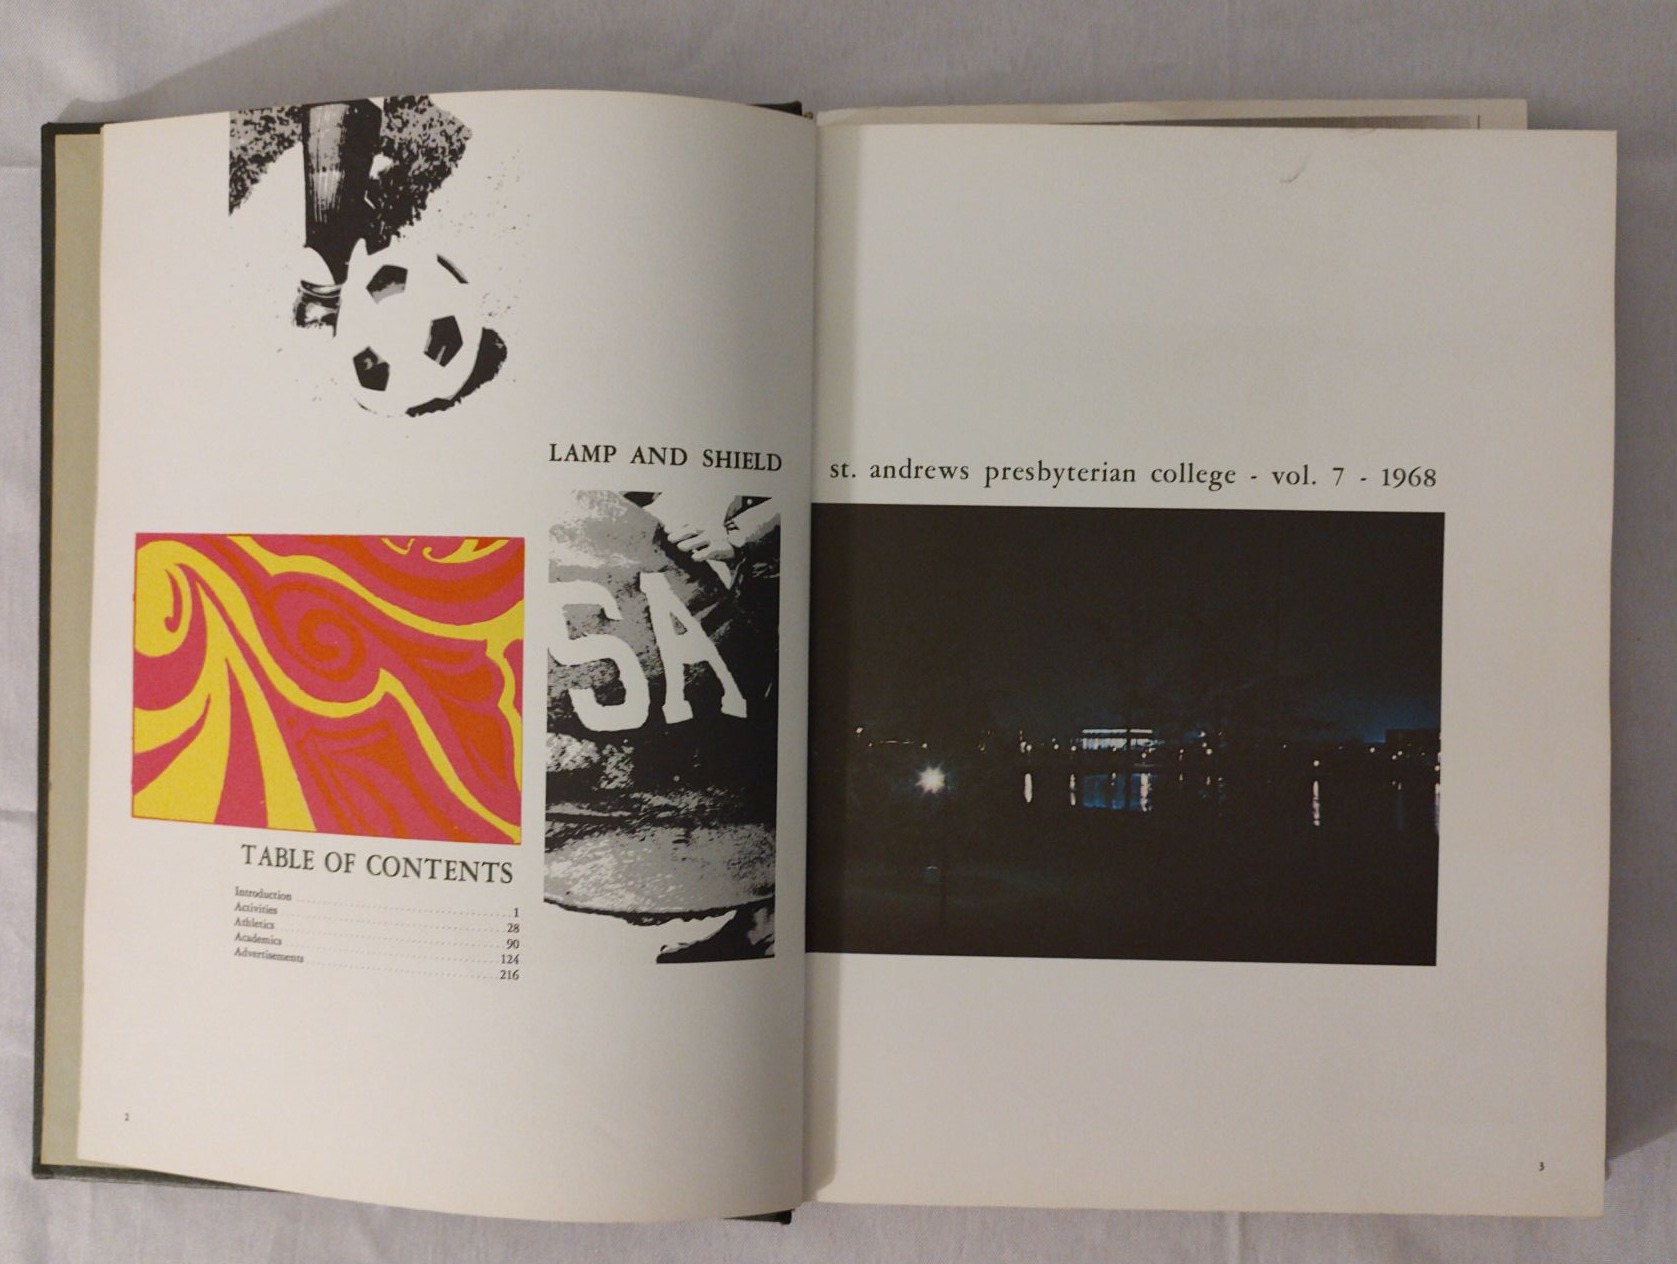 LAMP AND SHIELD st. andrews presbyterian college - vol. 7 - 1968
SA
TABLE OF CONTENTS
Introduction 1
Activities 28
Athletics 90
Academics 124
Advertisements 216
2
3